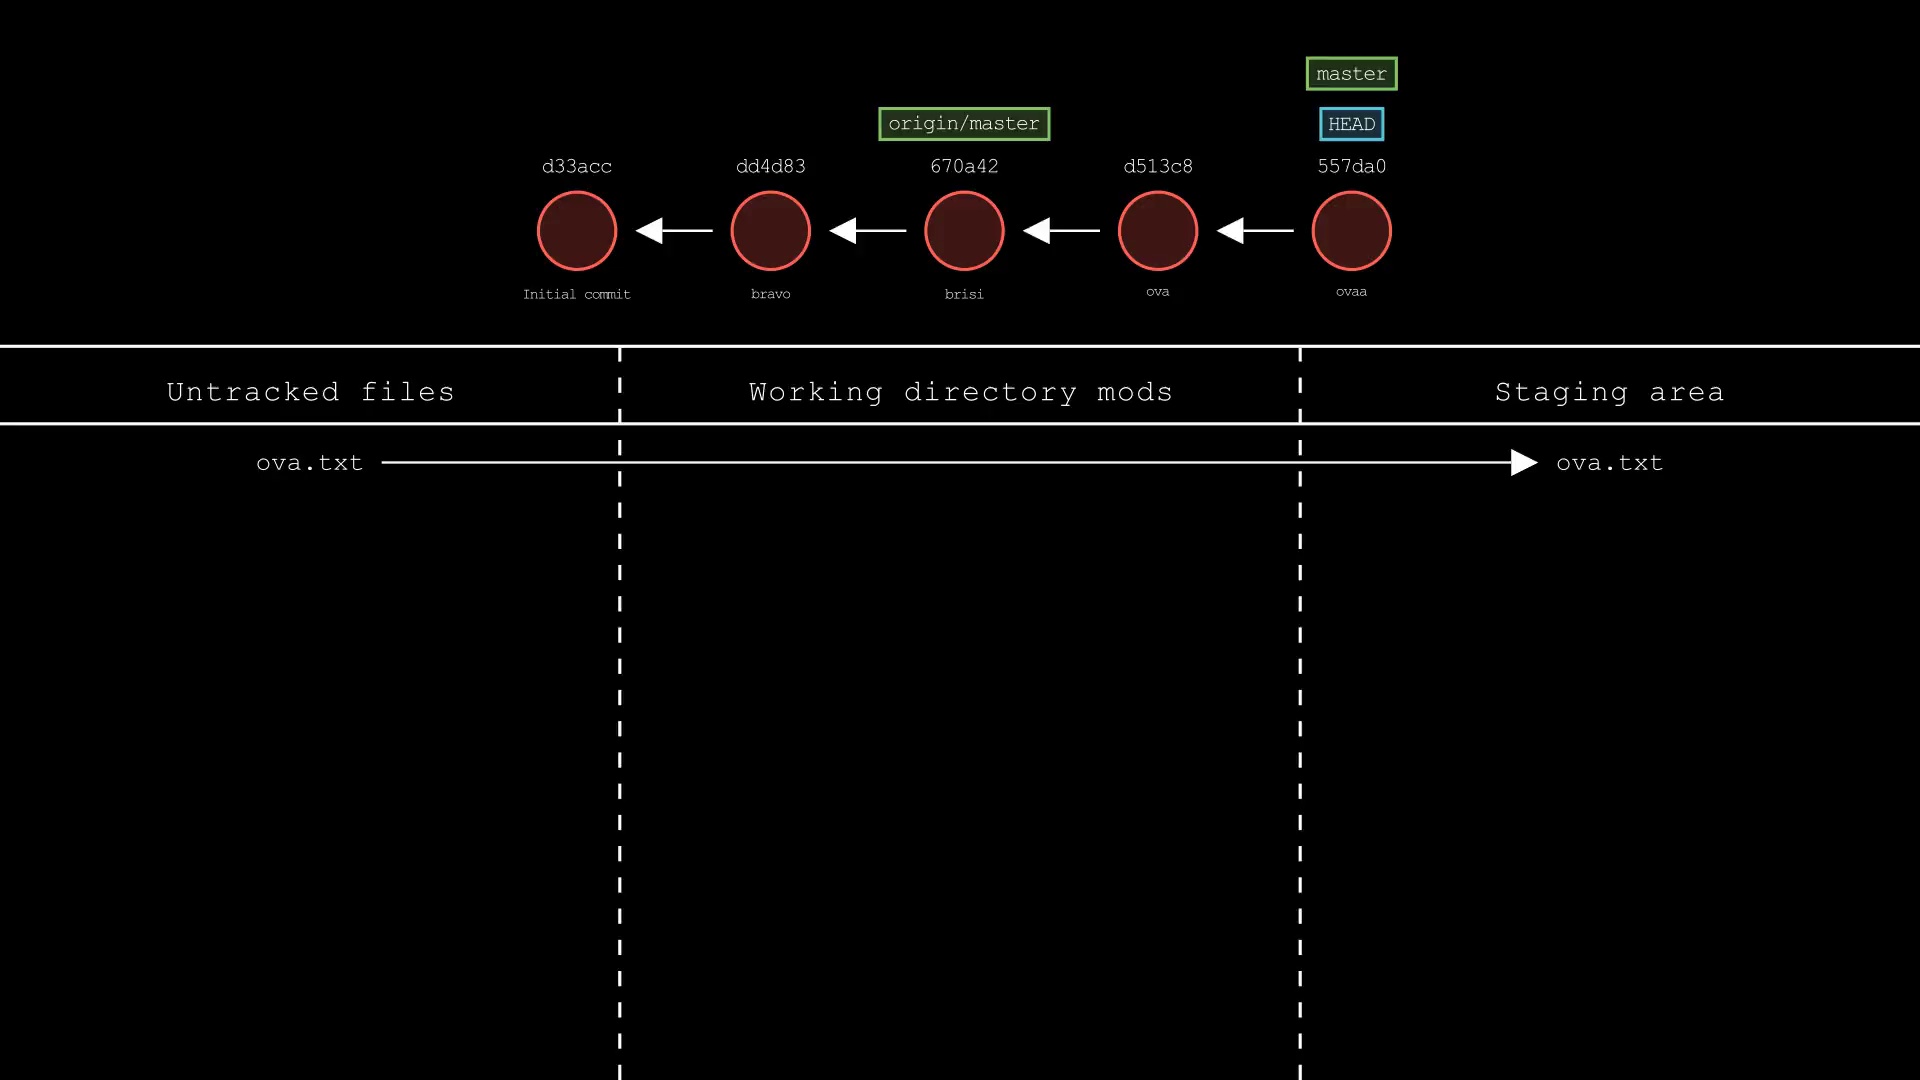 master
origin/master
HEAD
d33acc dd4d83 670a42 d513c8 557da0
Initial commit bravo brisi ova ovaa
Untracked files Working directory mods Staging area
ova.txt ova.txt